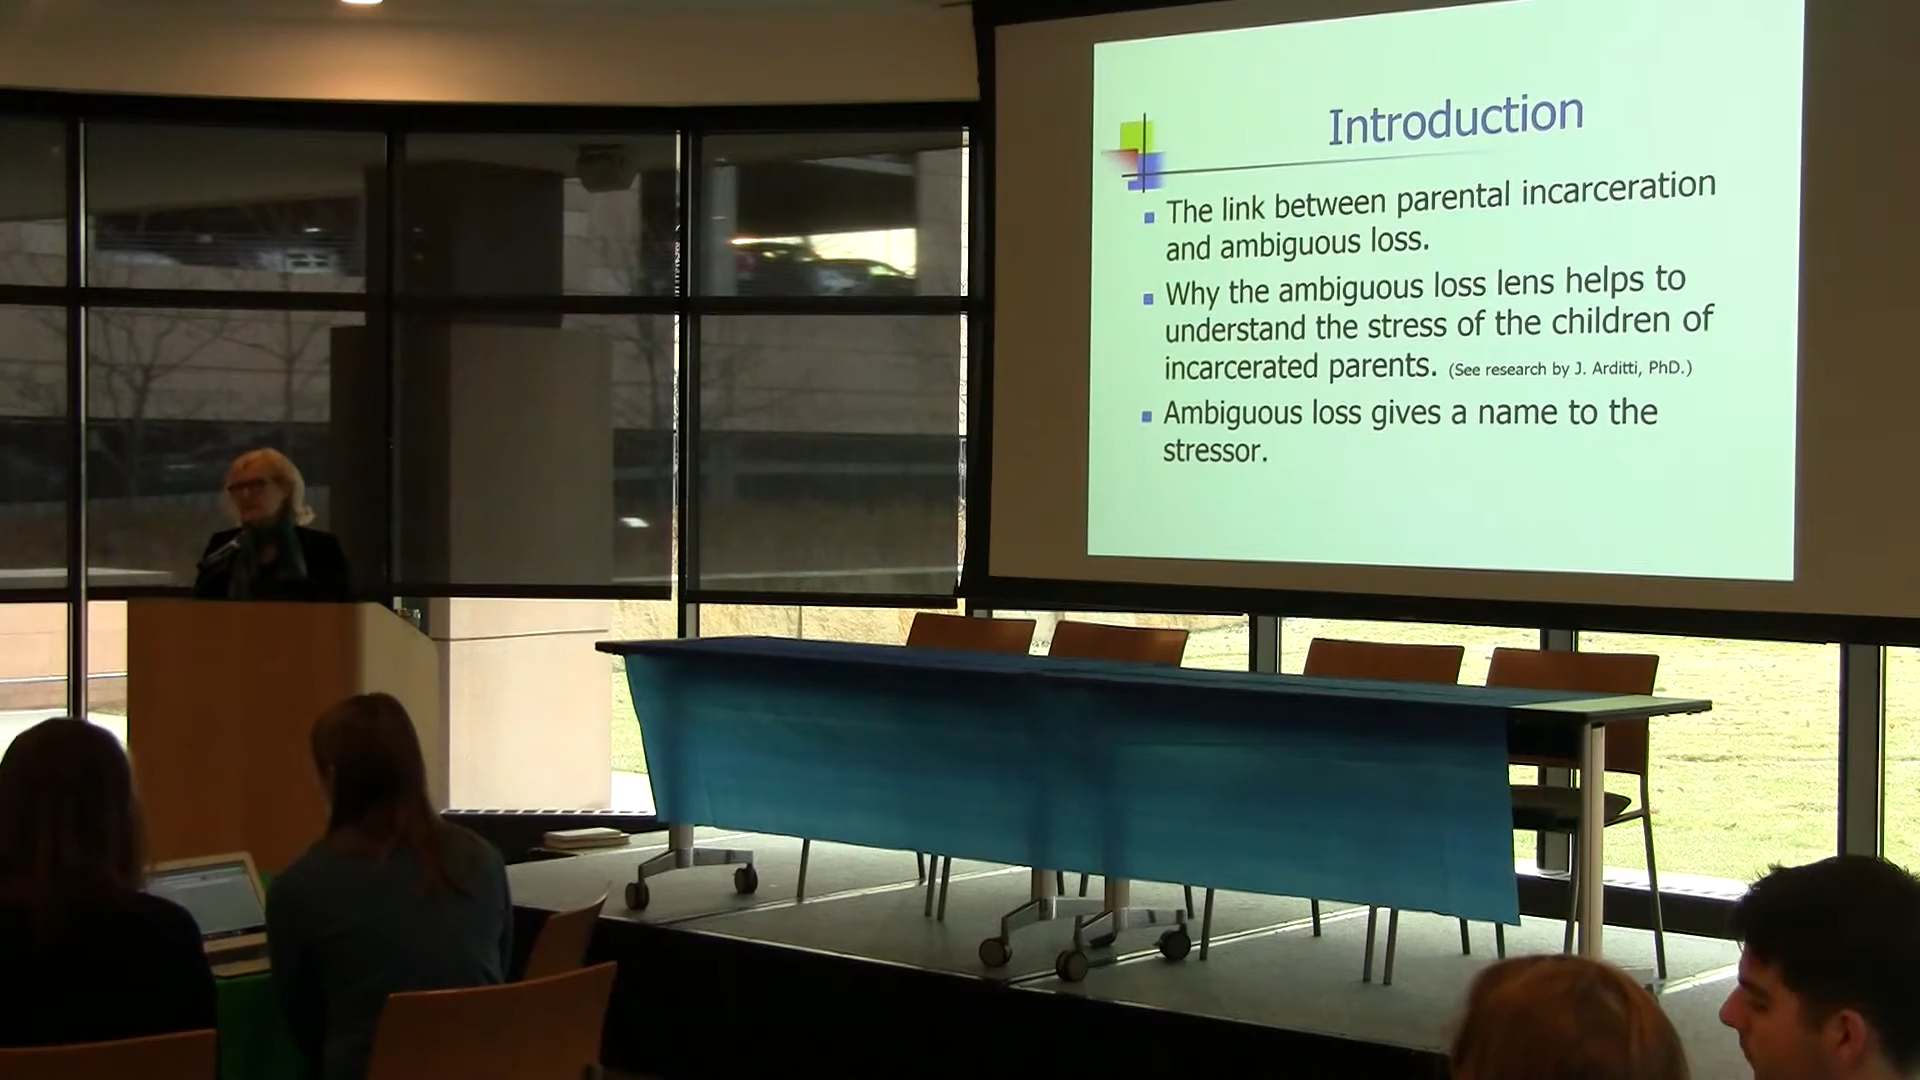 Introduction
The link between parental incarceration
and ambiguous loss.
Why the ambiguous loss lens helps to
understand the stress of the children of
incarcerated parents. (See research by J. Arditti, PhD.)
Ambiguous loss gives a name to the
stressor.